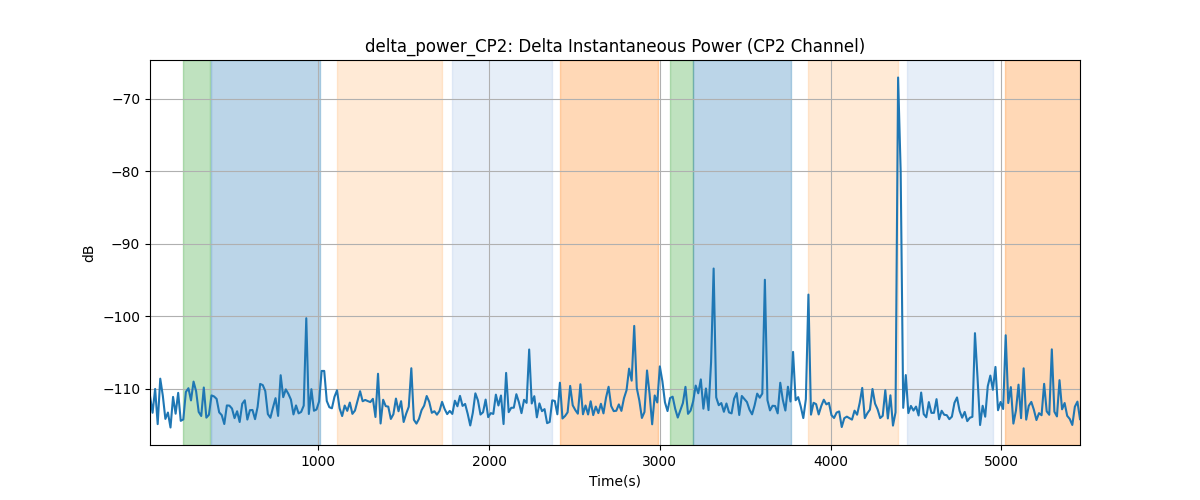 delta_power_CP2: Delta Instantaneous Power (CP2 Channel)
−70
−80
−90
−100
−110
dB
1000 2000 3000 4000 5000
Time(s)